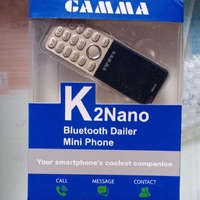 GAMMA
K2Nano
Bluetooth Dailer
Mini Phone
Your smartphone's coolest companion
CALL
MESSAGE
CONTACT